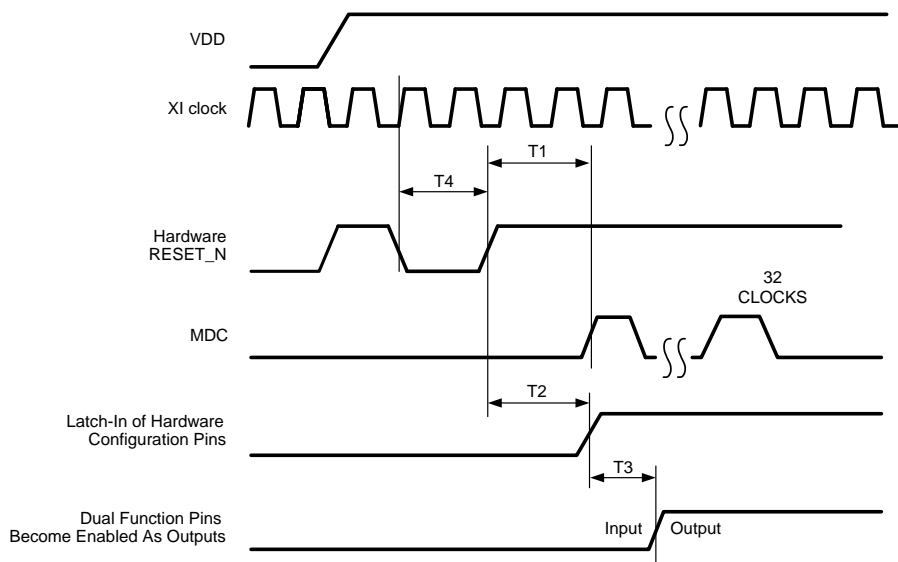 VDD
XI clock
T1
T4
Hardware
RESET_N
32
CLOCKS
MDC
T2
Latch-In of Hardware
Configuration Pins
T3
Dual Function Pins
Become Enabled As Outputs
Input
Output